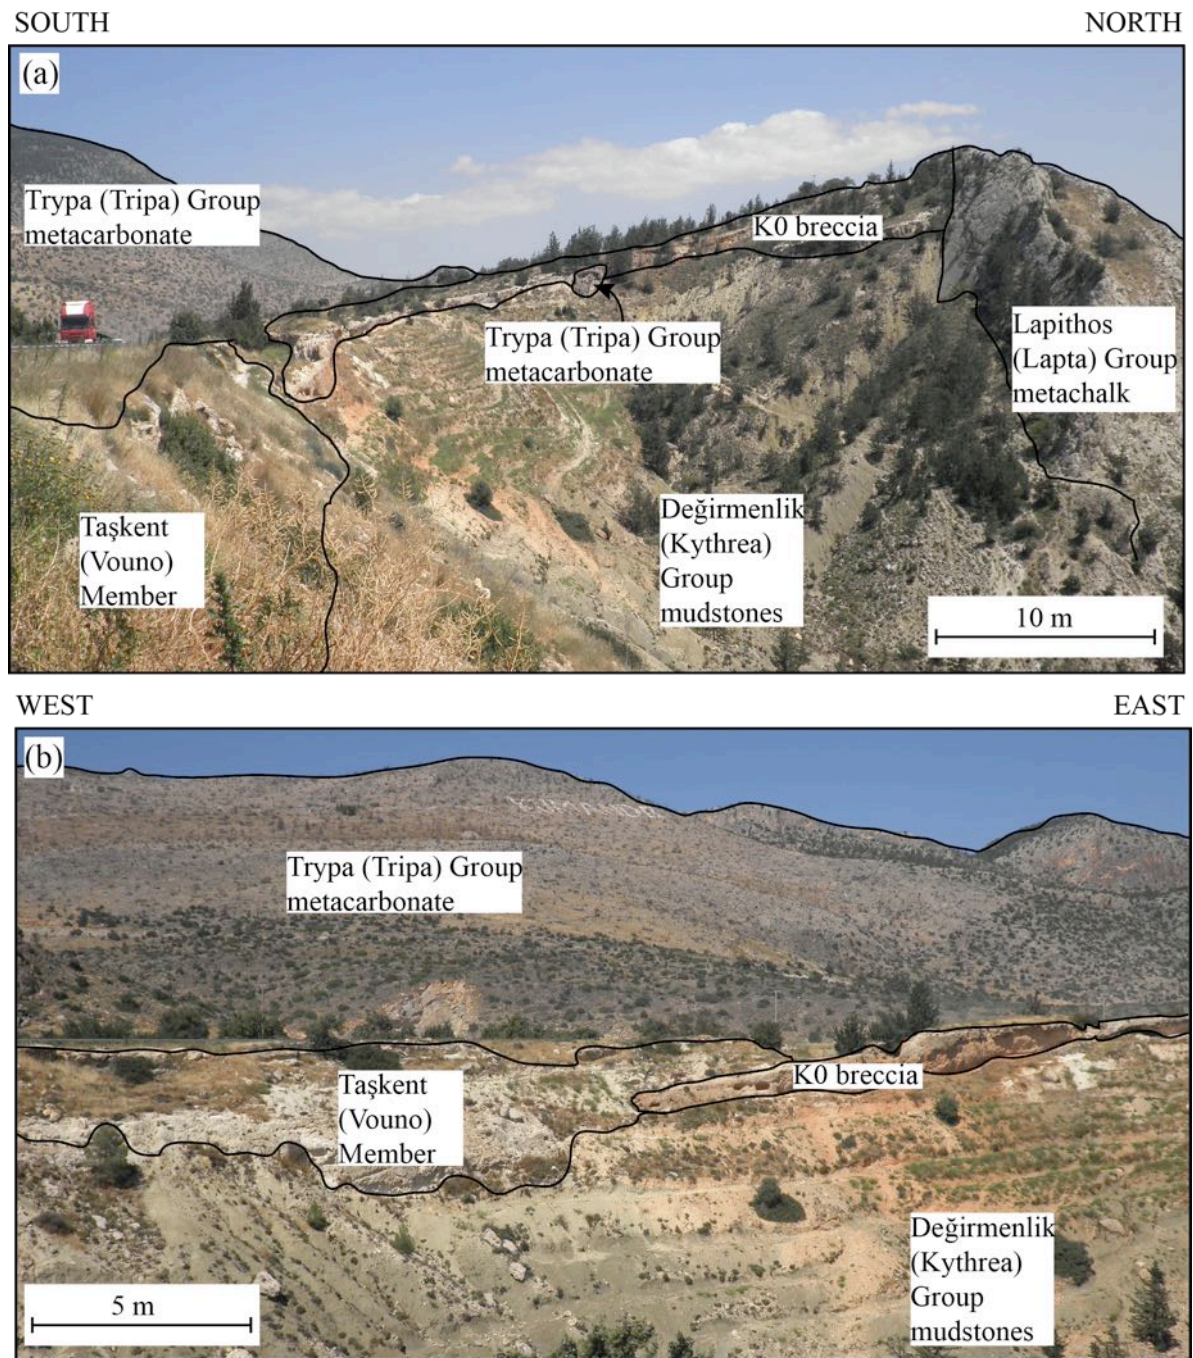 SOUTH
NORTH
(a)
Trypa (Tripa) Group
metacarbonate
K0 breccia
Trypa (Tripa) Group
metacarbonate
Lapithos
(Lapta) Group
metachalk
Taşkent
(Vouno)
Member
Değirmenlik
(Kythrea)
Group
mudstones
10 m
WEST
EAST
(b)
Trypa (Tripa) Group
metacarbonate
K0 breccia
Taşkent
(Vouno)
Member
Değirmenlik
(Kythrea)
Group
mudstones
5 m